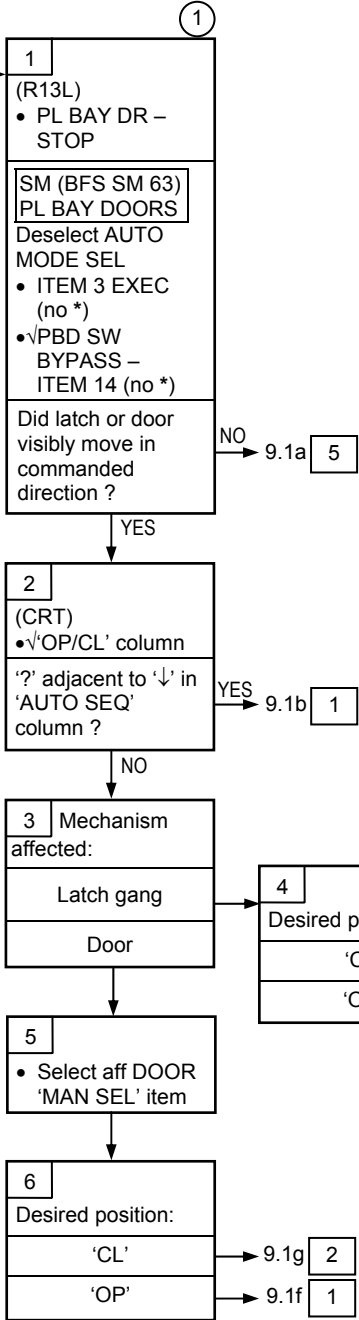 1
1
(R13L)
• PL BAY DR –
STOP
SM (BFS SM 63)
PL BAY DOORS
Deselect AUTO
MODE SEL
• ITEM 3 EXEC
(no *)
•√PBD SW
BYPASS –
ITEM 14 (no *)
Did latch or door
visibly move in
commanded
direction ?
NO
9.1a 5
YES
2
(CRT)
•√‘OP/CL’ column
‘?’ adjacent to ‘↓’ in
‘AUTO SEQ’
column ?
YES
9.1b 1
NO
3 Mechanism
affected:
Latch gang
Door
4
Desired p
‘C
‘O
5
• Select aff DOOR
‘MAN SEL’ item
6
Desired position:
‘CL’
9.1g 2
‘OP’
9.1f 1